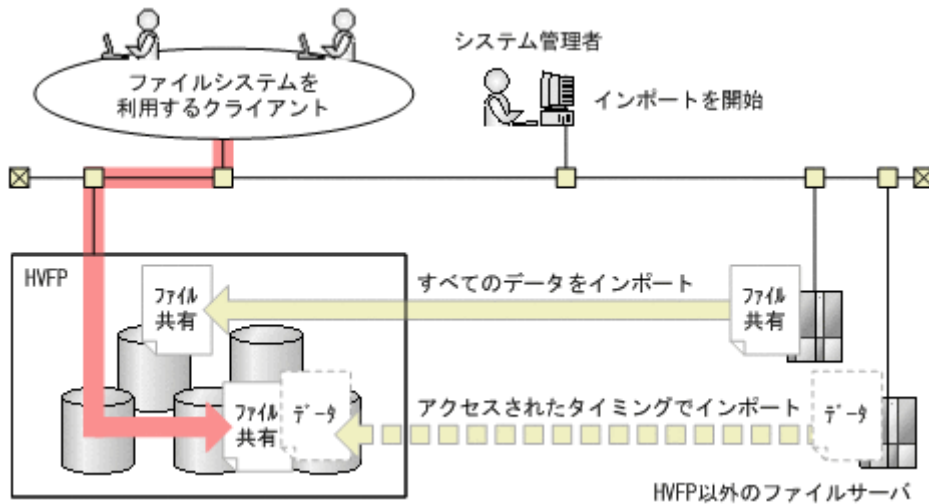 システム管理者
ファイルシステムを
利用するクライアント
インポートを開始
HVFP
ファイル
共有
すべてのデータをインポート
ファイル
共有
ファイル
共有
データ
アクセスされたタイミングでインポート
データ
HVFP以外のファイルサーバ